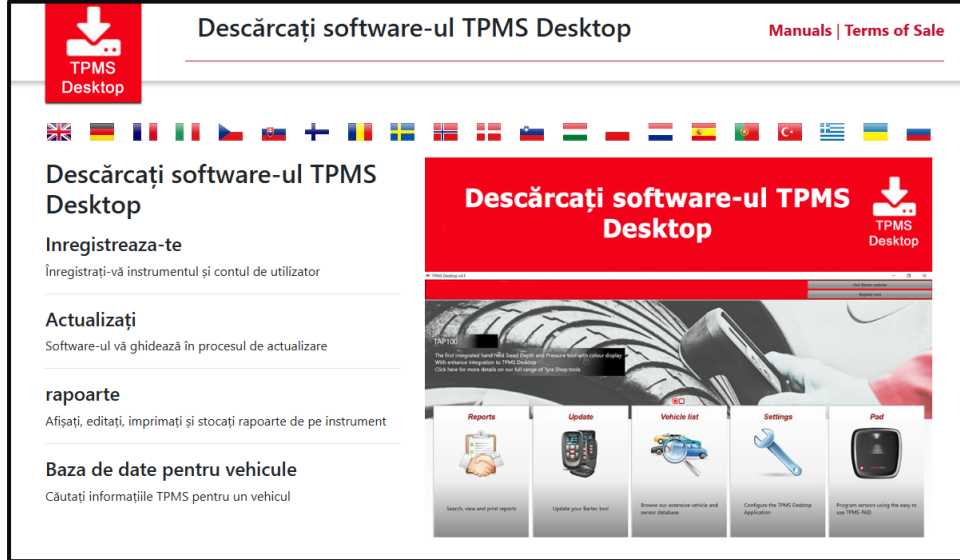 TPMS
Desktop
Descărcați software-ul TPMS Desktop
Manuals | Terms of Sale
Descărcați software-ul TPMS
Desktop
Inregistreaza-te
Înregistrați-vă instrumentul și contul de utilizator
Actualizați
Software-ul vă ghidează în procesul de actualizare
rapoarte
Afișați, editați, imprimați și stocați rapoarte de pe instrument
Baza de date pentru vehicule
Căutați informațiile TPMS pentru un vehicul
Descărcați software-ul TPMS
Desktop
TPMS
Desktop
Visit Bartec website
Register tool
TAP100
The first integrated hand held Tread Depth and Pressure tool with colour display
With enhance integration to TPMS Desktop
Click here for more details on our full range of Tyre Shop tools
Reports
Search, view and print reports
Update
Update your Bartec tool
Vehicle list
Browse our extensive vehicle and
sensor database.
Settings
Configure the TPMS Desktop
Application
Pad
Program sensors using the easy to
use TPMS-PAD.